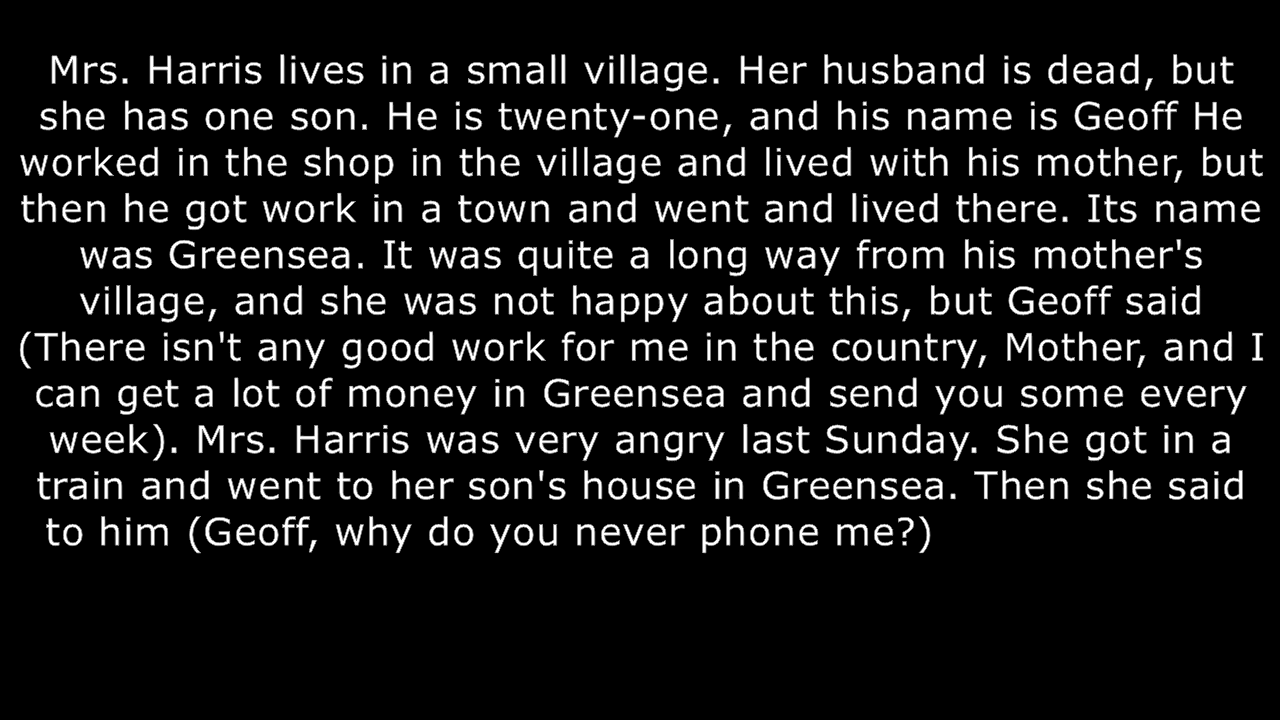 Mrs. Harris lives in a small village. Her husband is dead, but
she has one son. He is twenty-one, and his name is Geoff He
worked in the shop in the village and lived with his mother, but
then he got work in a town and went and lived there. Its name
was Greensea. It was quite a long way from his mother's
village, and she was not happy about this, but Geoff said
(There isn't any good work for me in the country, Mother, and I
can get a lot of money in Greensea and send you some every
week). Mrs. Harris was very angry last Sunday. She got in a
train and went to her son's house in Greensea. Then she said
to him (Geoff, why do you never phone me?)